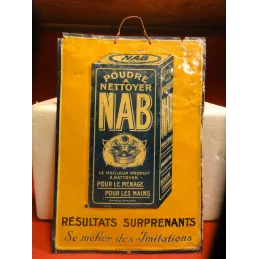 NAB
POUDRE
A
NETTOYER
NAB
LE MEILLEUR PRODUIT
A NETTOYER
POUR LE MÉNAGE
POUR LES MAINS
RÉSULTATS SURPRENANTS
Se méfier des Imitations